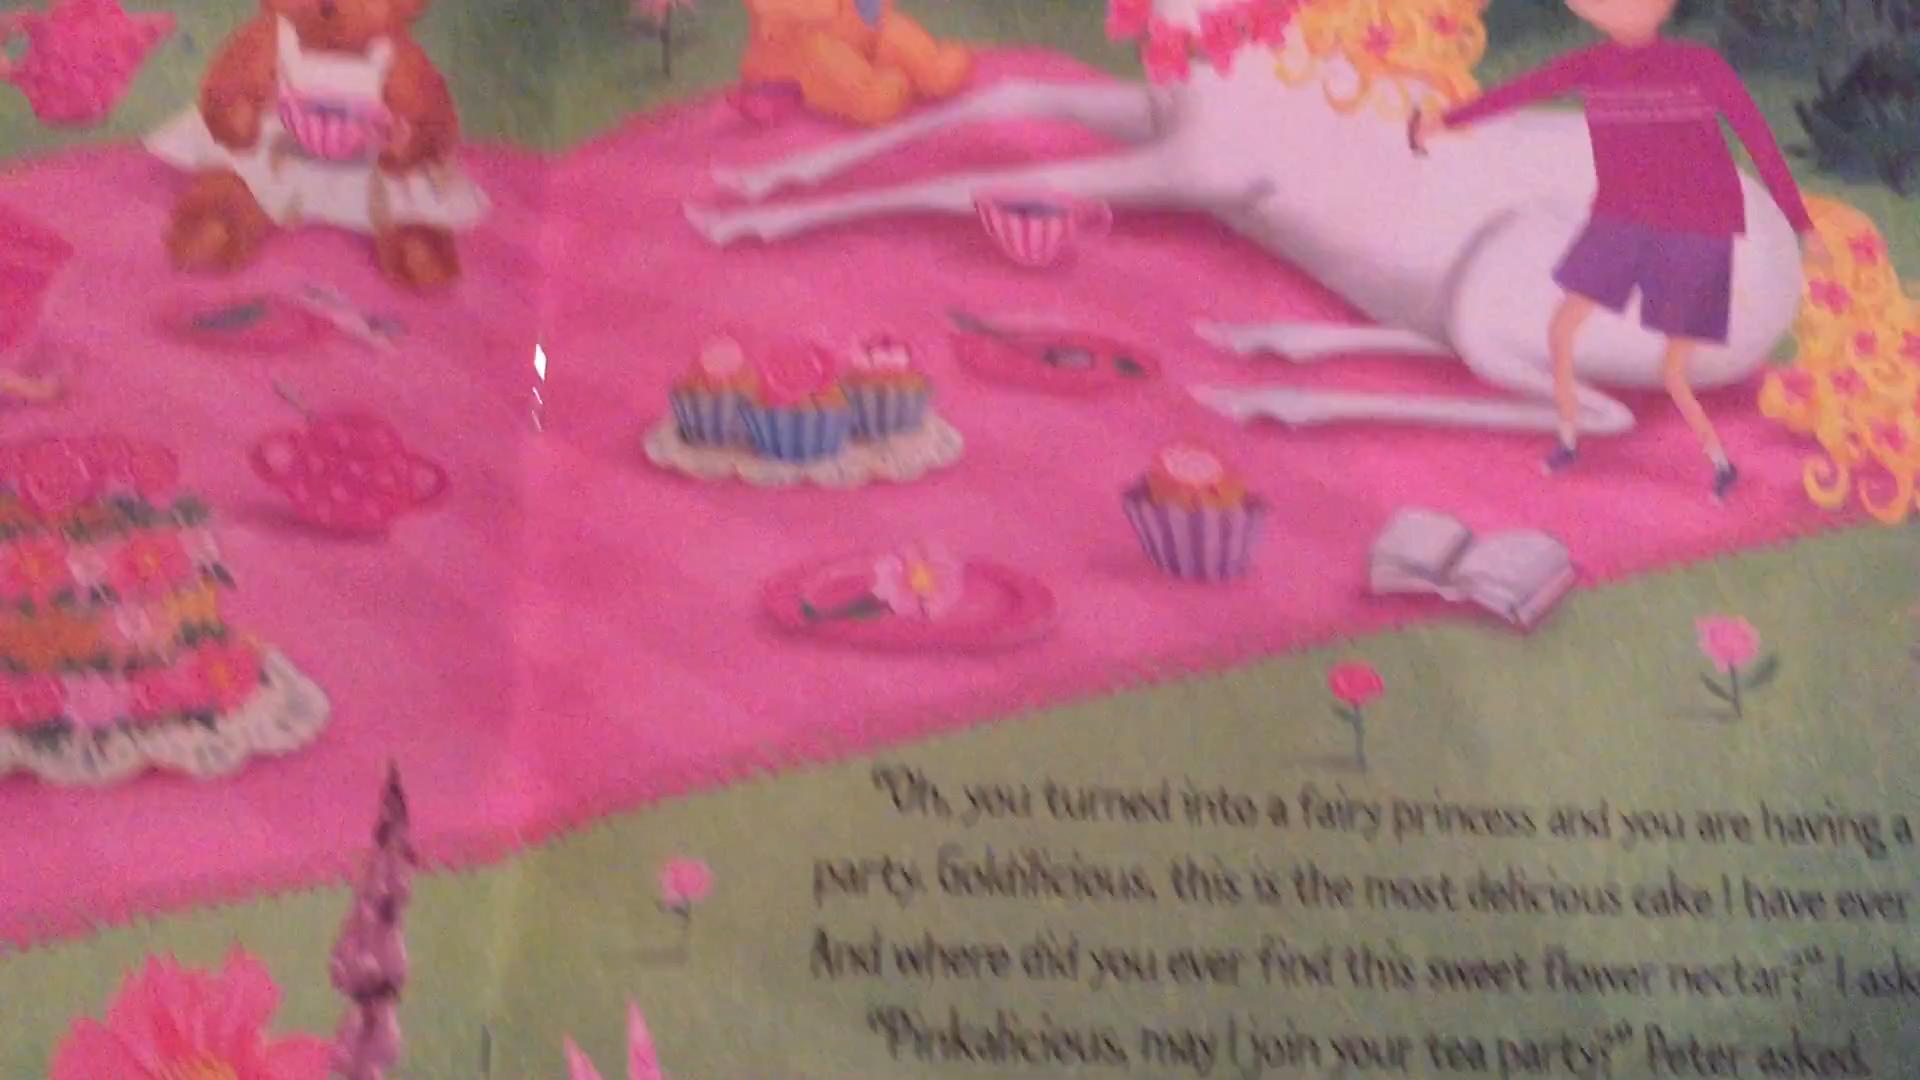 "Oh, you turned into a fairy princess and you are having a
party. Goldilicious, this is the most delicious cake I have ever
And where did you ever find this sweet flower nectar?" I ask
"Pinkalicious, may I join your tea party?" Peter asked.